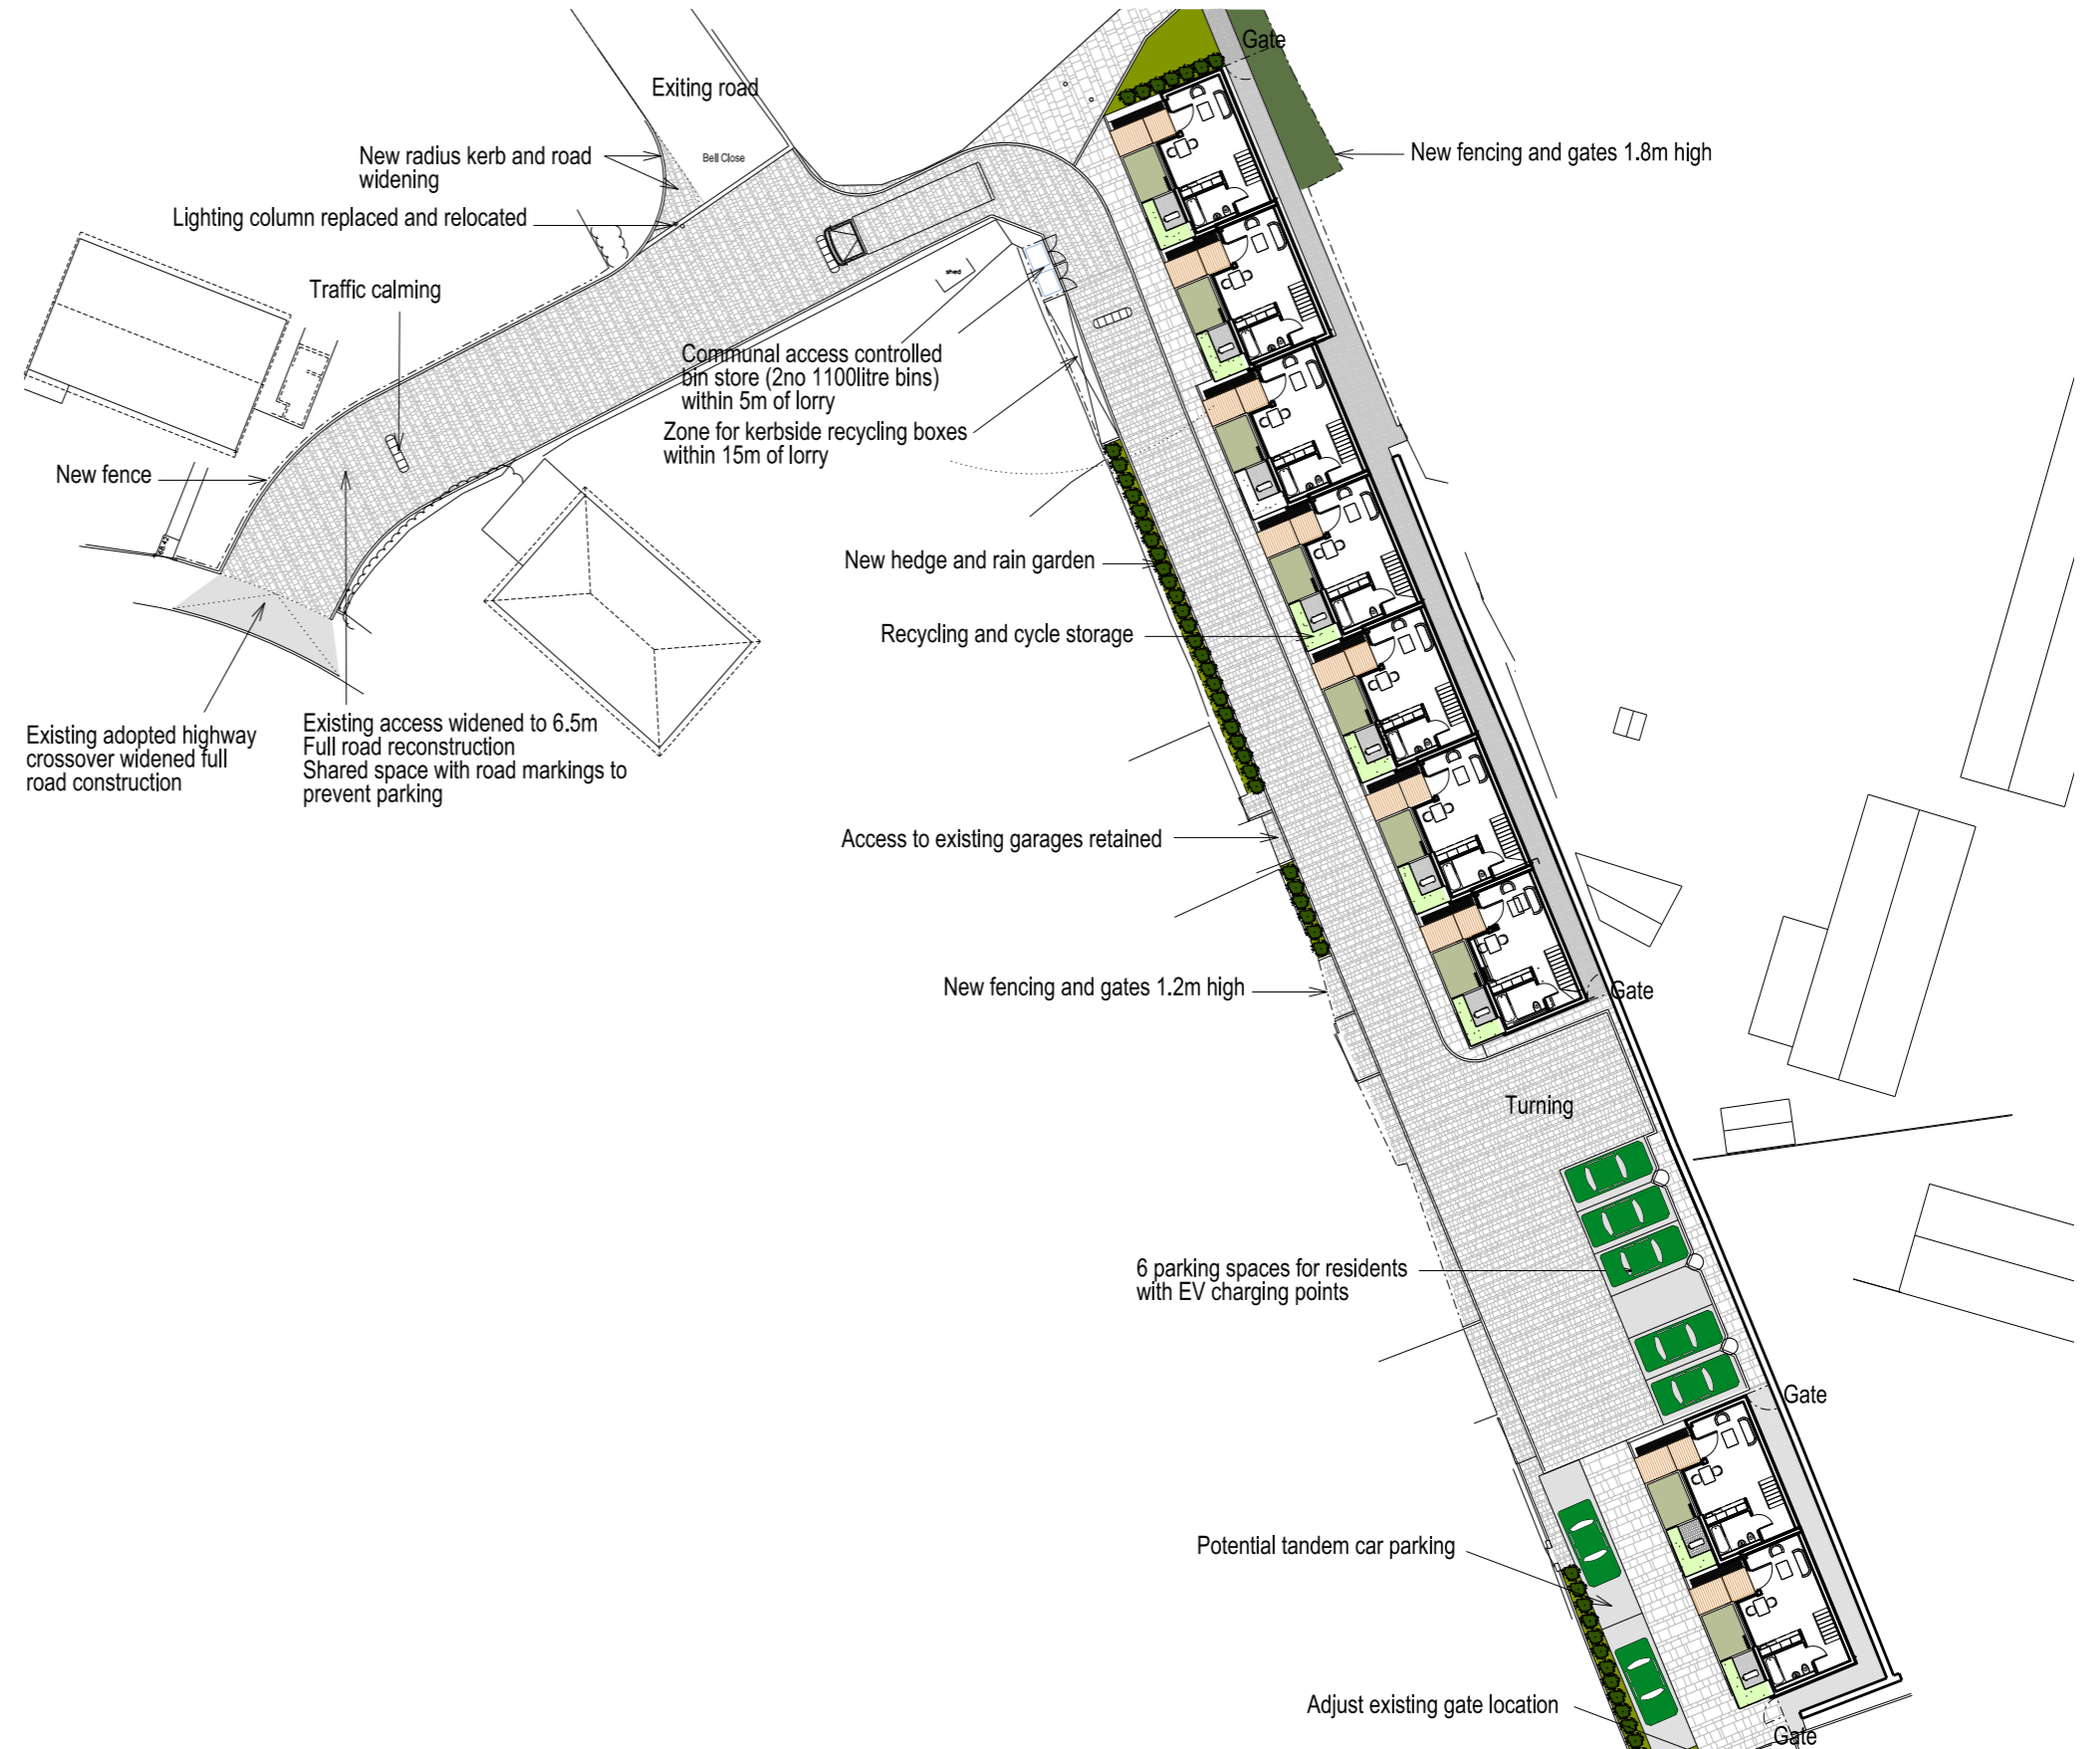 Gate
Exiting road
New fencing and gates 1.8m high
New radius kerb and road
widening
Bell Close
Lighting column replaced and relocated
shed
Traffic calming
Communal access controlled
bin store (2no 1100litre bins)
within 5m of lorry
Zone for kerbside recycling boxes
within 15m of lorry
New fence
New hedge and rain garden
Recycling and cycle storage
Existing adopted highway
crossover widened full
road construction
Existing access widened to 6.5m
Full road reconstruction
Shared space with road markings to
prevent parking
Access to existing garages retained
New fencing and gates 1.2m high
Gate
Turning
6 parking spaces for residents
with EV charging points
Gate
Potential tandem car parking
Adjust existing gate location
Gate